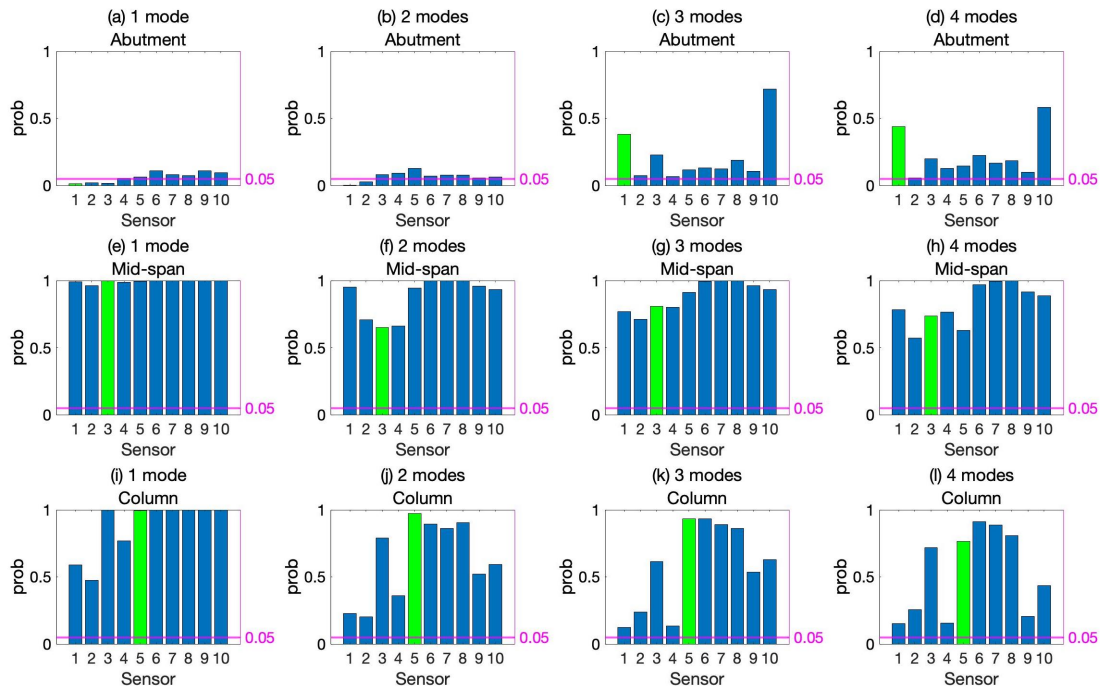 (a) 1 mode
Abutment
1
0.5
0
prob
0.05
1 2 3 4 5 6 7 8 9 10
Sensor
(b) 2 modes
Abutment
1
0.5
0
prob
0.05
1 2 3 4 5 6 7 8 9 10
Sensor
(c) 3 modes
Abutment
1
0.5
0
prob
0.05
1 2 3 4 5 6 7 8 9 10
Sensor
(d) 4 modes
Abutment
1
0.5
0
prob
0.05
1 2 3 4 5 6 7 8 9 10
Sensor
(e) 1 mode
Mid-span
1
0.5
0
prob
0.05
1 2 3 4 5 6 7 8 9 10
Sensor
(f) 2 modes
Mid-span
1
0.5
0
prob
0.05
1 2 3 4 5 6 7 8 9 10
Sensor
(g) 3 modes
Mid-span
1
0.5
0
prob
0.05
1 2 3 4 5 6 7 8 9 10
Sensor
(h) 4 modes
Mid-span
1
0.5
0
prob
0.05
1 2 3 4 5 6 7 8 9 10
Sensor
(i) 1 mode
Column
1
0.5
0
prob
0.05
1 2 3 4 5 6 7 8 9 10
Sensor
(j) 2 modes
Column
1
0.5
0
prob
0.05
1 2 3 4 5 6 7 8 9 10
Sensor
(k) 3 modes
Column
1
0.5
0
prob
0.05
1 2 3 4 5 6 7 8 9 10
Sensor
(l) 4 modes
Column
1
0.5
0
prob
0.05
1 2 3 4 5 6 7 8 9 10
Sensor